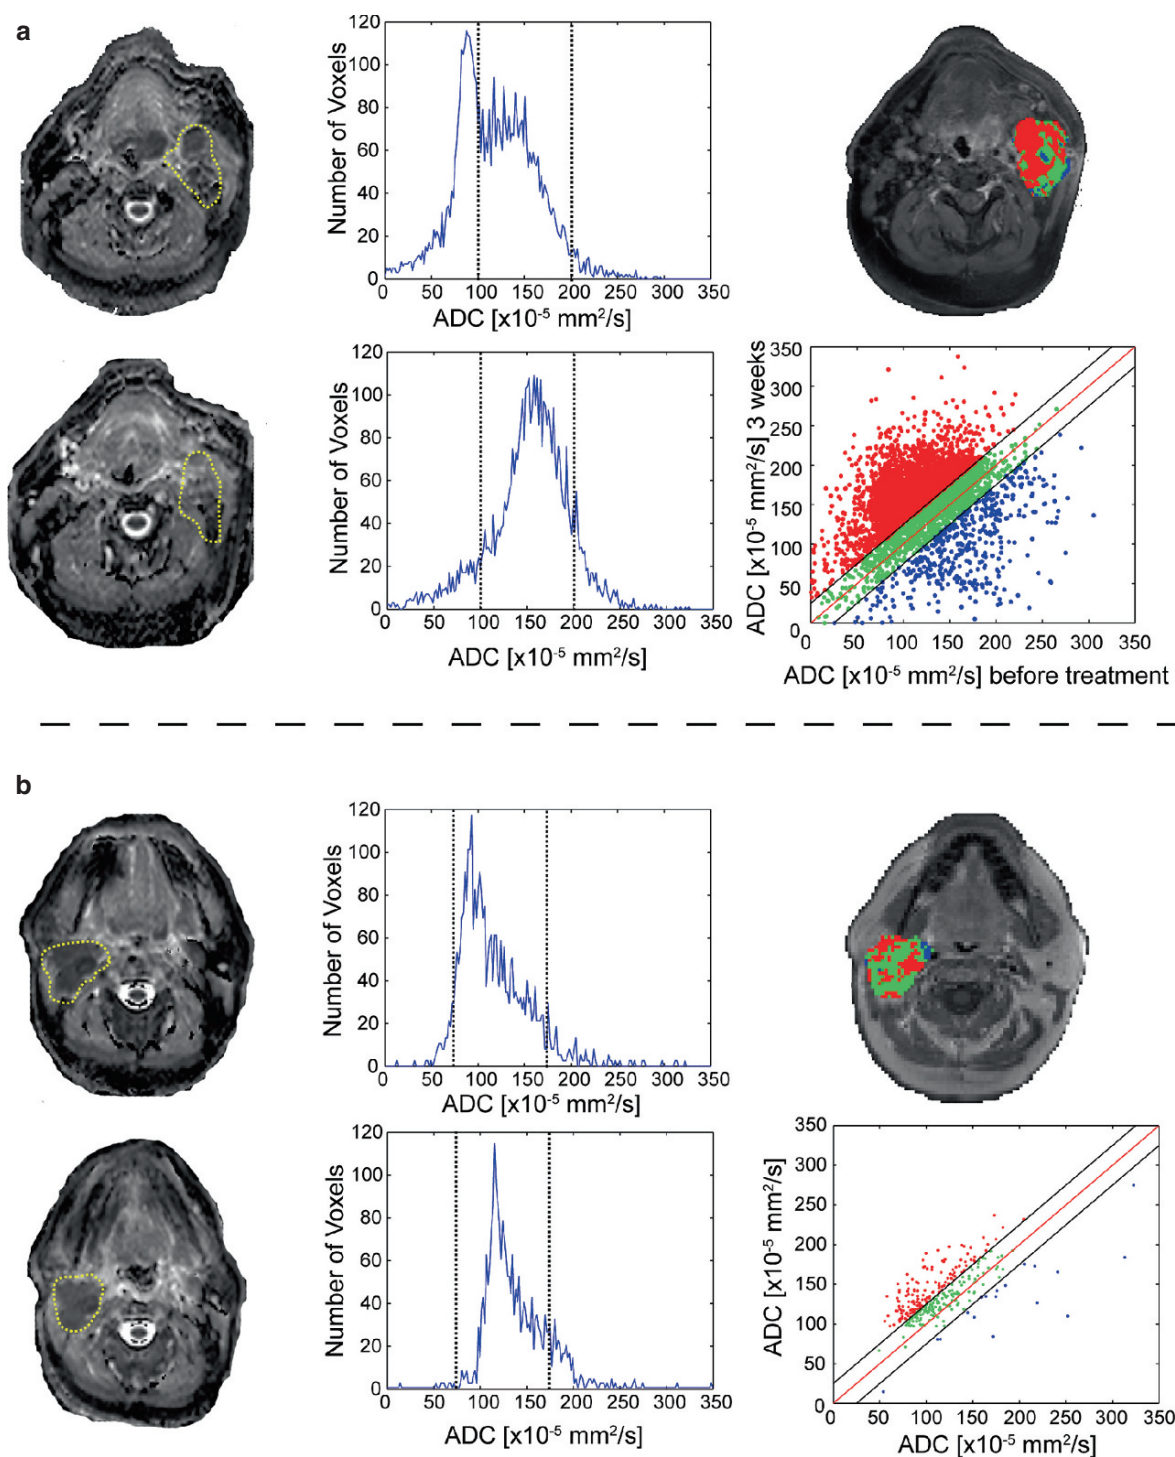 a
Number of Voxels
120
100
80
60
40
20
0
0 50 100 150 200 250 300 350
ADC [x10⁻⁵ mm²/s]
Number of Voxels
120
100
80
60
40
20
0
0 50 100 150 200 250 300 350
ADC [x10⁻⁵ mm²/s]
ADC [x10⁻⁵ mm²/s] 3 weeks
350
300
250
200
150
100
50
0
0 50 100 150 200 250 300 350
ADC [x10⁻⁵ mm²/s] before treatment
b
Number of Voxels
120
100
80
60
40
20
0
0 50 100 150 200 250 300 350
ADC [x10⁻⁵ mm²/s]
Number of Voxels
120
100
80
60
40
20
0
0 50 100 150 200 250 300 350
ADC [x10⁻⁵ mm²/s]
ADC [x10⁻⁵ mm²/s]
350
300
250
200
150
100
50
0
0 50 100 150 200 250 300 350
ADC [x10⁻⁵ mm²/s]